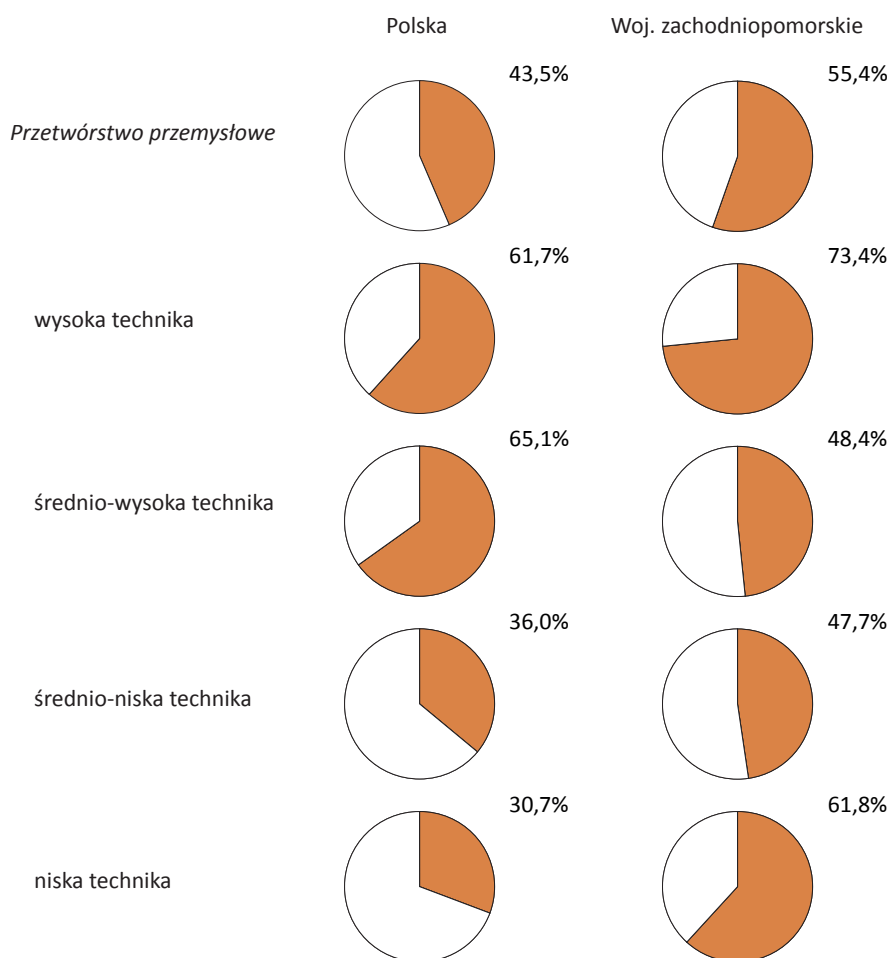 Polska Woj. zachodniopomorskie
Przetwórstwo przemysłowe 43,5% 55,4%
wysoka technika 61,7% 73,4%
średnio-wysoka technika 65,1% 48,4%
średnio-niska technika 36,0% 47,7%
niska technika 30,7% 61,8%